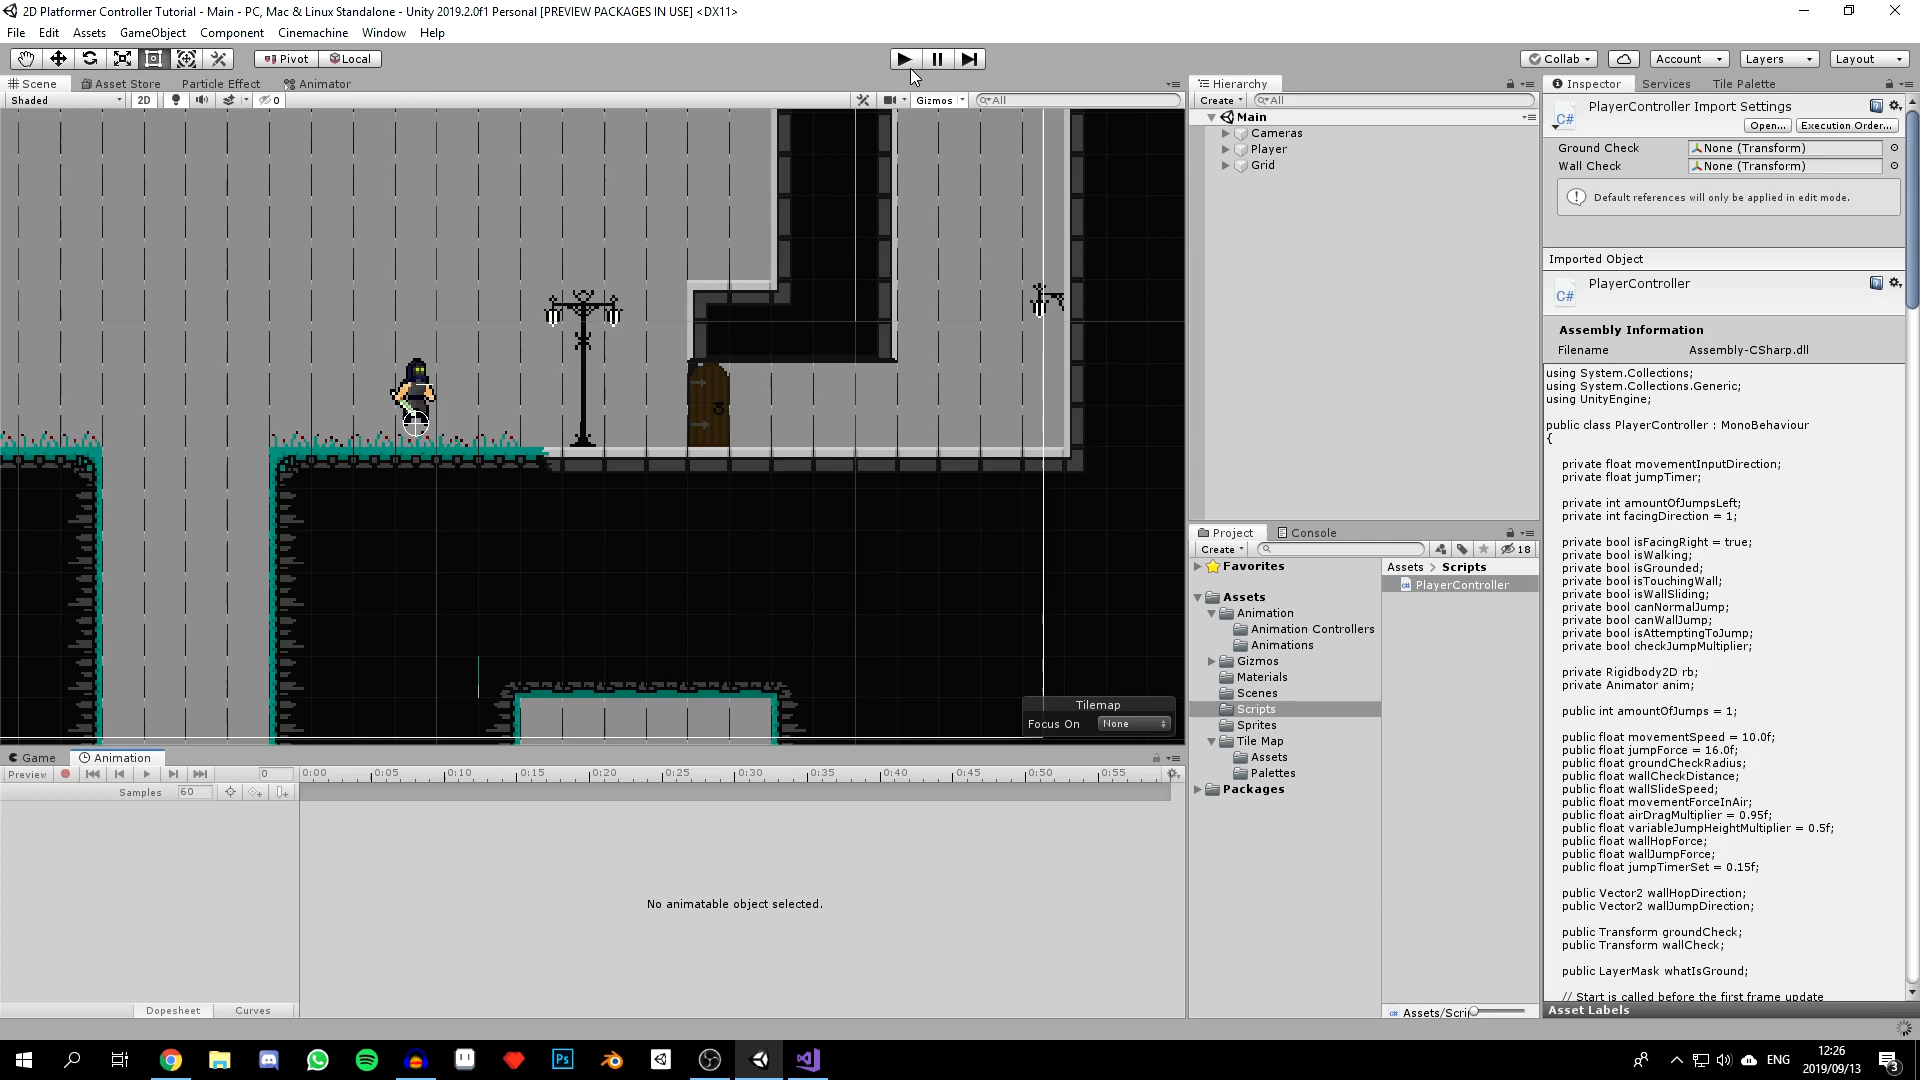 2D Platformer Controller Tutorial - Main - PC, Mac & Linux Standalone - Unity 2019.2.0f1 Personal [PREVIEW PACKAGES IN USE] <DX11>
File Edit Assets GameObject Component Cinemachine Window Help
Pivot Local
Collab Account Layers Layout
Scene Asset Store Particle Effect Animator
Shaded 2D 0 Gizmos All
Tilemap
Focus On None
Game Animation
Preview 0 0:00 0:05 0:10 0:15 0:20 0:25 0:30 0:35 0:40 0:45 0:50 0:55
Samples 60
No animatable object selected.
Dopesheet Curves
Hierarchy
Create All
Main
Cameras
Player
Grid
Project Console
Create 18
Favorites
Assets
Animation
Animation Controllers
Animations
Gizmos
Materials
Scenes
Scripts
Sprites
Tile Map
Assets
Palettes
Packages
Assets > Scripts
PlayerController
Assets/Scri
Inspector Services Tile Palette
PlayerController Import Settings
C#
Open... Execution Order...
Ground Check None (Transform)
Wall Check None (Transform)
Default references will only be applied in edit mode.
Imported Object
C# PlayerController
Assembly Information
Filename Assembly-CSharp.dll
using System.Collections;
using System.Collections.Generic;
using UnityEngine;
public class PlayerController : MonoBehaviour
{
private float movementInputDirection;
private float jumpTimer;
private int amountOfJumpsLeft;
private int facingDirection = 1;
private bool isFacingRight = true;
private bool isWalking;
private bool isGrounded;
private bool isTouchingWall;
private bool isWallSliding;
private bool canNormalJump;
private bool canWallJump;
private bool isAttemptingToJump;
private bool checkJumpMultiplier;
private Rigidbody2D rb;
private Animator anim;
public int amountOfJumps = 1;
public float movementSpeed = 10.0f;
public float jumpForce = 16.0f;
public float groundCheckRadius;
public float wallCheckDistance;
public float wallSlideSpeed;
public float movementForceInAir;
public float airDragMultiplier = 0.95f;
public float variableJumpHeightMultiplier = 0.5f;
public float wallHopForce;
public float wallJumpForce;
public float jumpTimerSet = 0.15f;
public Vector2 wallHopDirection;
public Vector2 wallJumpDirection;
public Transform groundCheck;
public Transform wallCheck;
public LayerMask whatIsGround;
// Start is called before the first frame update
Asset Labels
Ps
ENG
12:26
2019/09/13
3